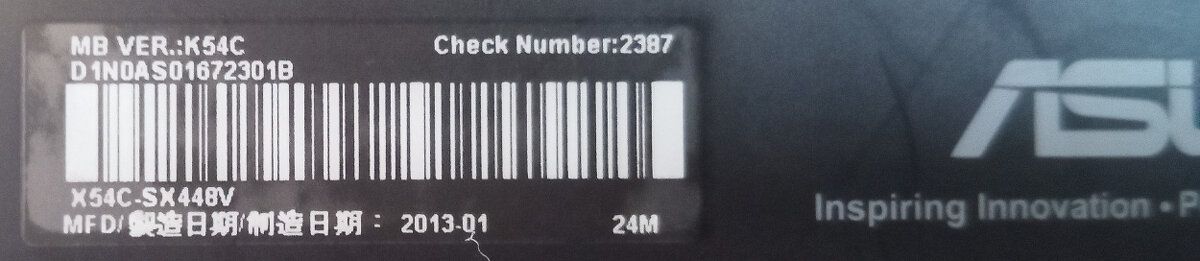 MB VER.:K54C
Check Number:2387
D1N0AS01672301B
X54C-SX448V
MFD/製造日期/制造日期：2013-01
24M
ASU
Inspiring Innovation • P